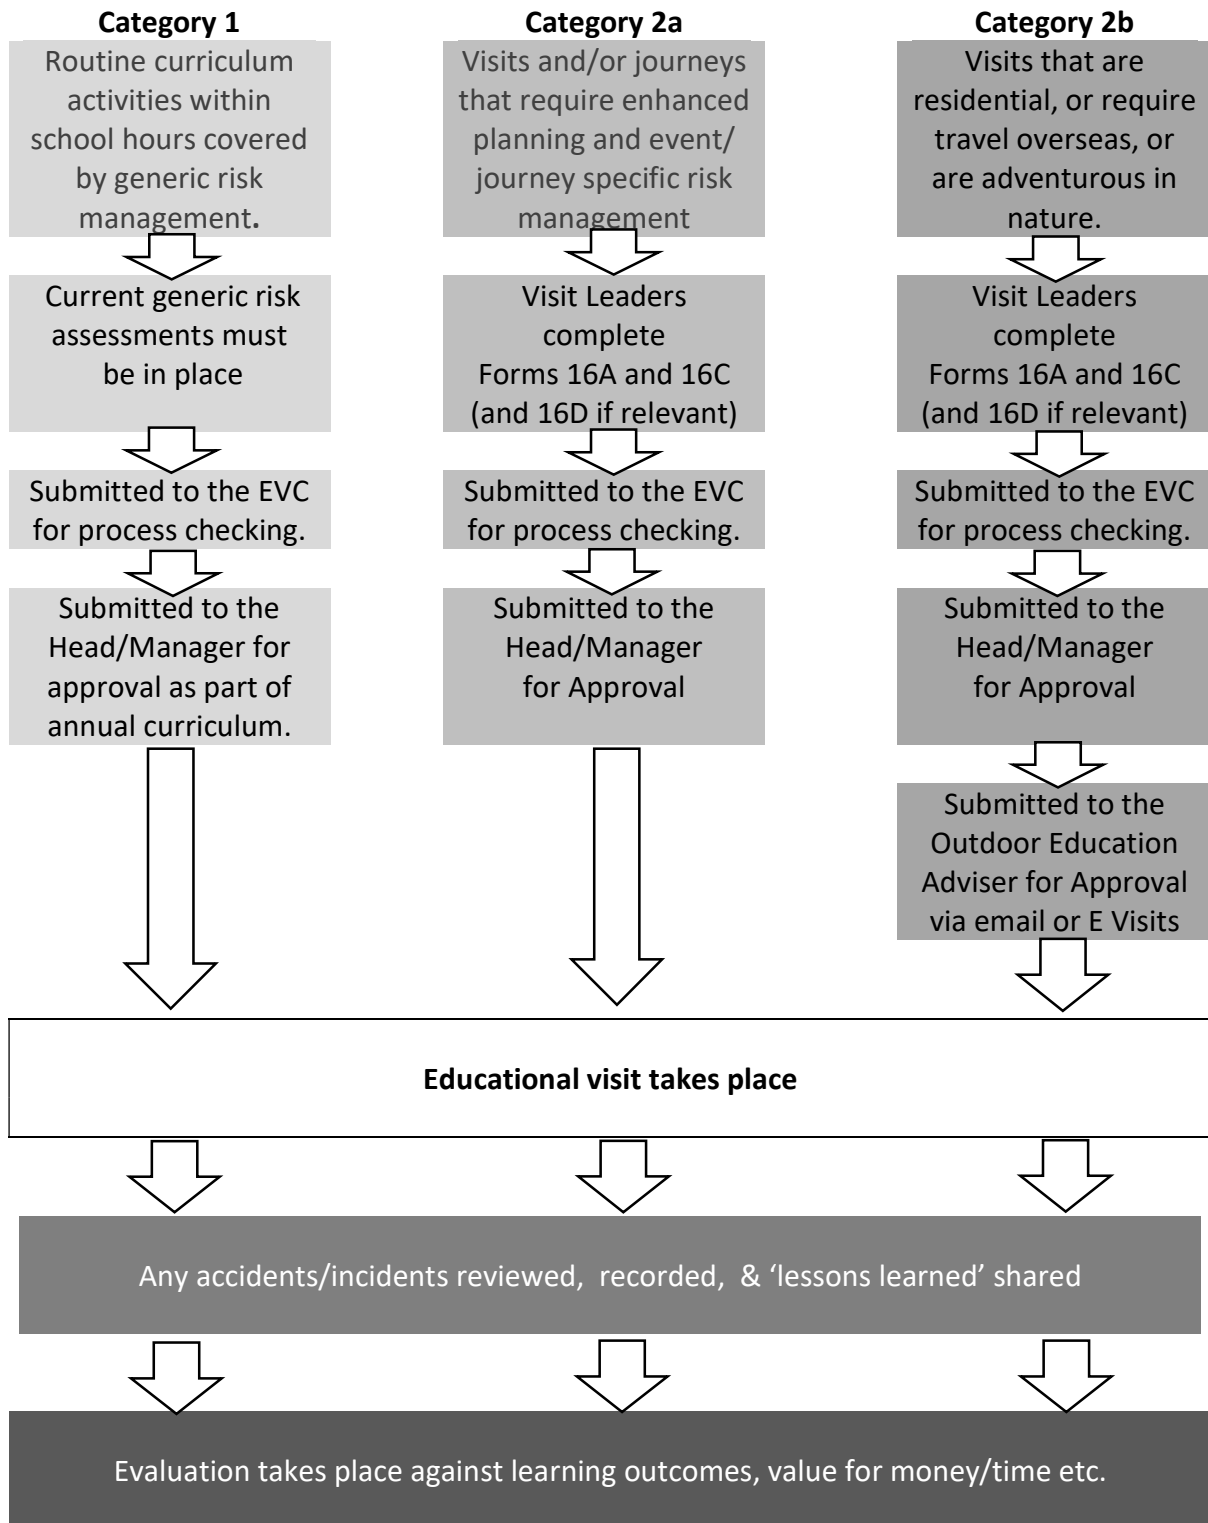 Category 1
Routine curriculum
activities within
school hours covered
by generic risk
management.
Current generic risk
assessments must
be in place
Submitted to the EVC
for process checking.
Submitted to the
Head/Manager for
approval as part of
annual curriculum.
Category 2a
Visits and/or journeys
that require enhanced
planning and event/
journey specific risk
management
Visit Leaders
complete
Forms 16A and 16C
(and 16D if relevant)
Submitted to the EVC
for process checking.
Submitted to the
Head/Manager
for Approval
Category 2b
Visits that are
residential, or require
travel overseas, or
are adventurous in
nature.
Visit Leaders
complete
Forms 16A and 16C
(and 16D if relevant)
Submitted to the EVC
for process checking.
Submitted to the
Head/Manager
for Approval
Submitted to the
Outdoor Education
Adviser for Approval
via email or E Visits
Educational visit takes place
Any accidents/incidents reviewed, recorded, & ‘lessons learned’ shared
Evaluation takes place against learning outcomes, value for money/time etc.